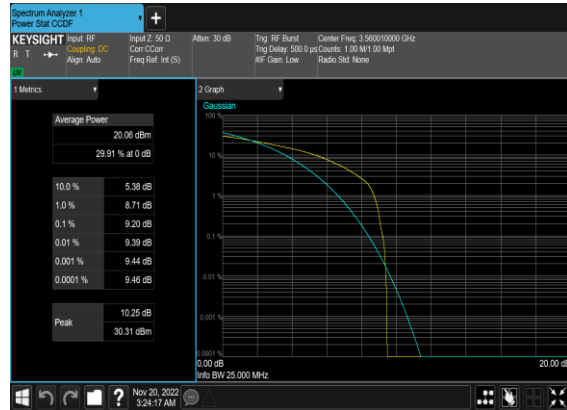 Spectrum Analyzer 1
Power Stat CCDF
+
KEYSIGHT
R T
LW
Input: RF
Coupling: DC
Align: Auto
Input Z: 50 Ω
Corr CCorr
Freq Ref: Int (S)
Atten: 30 dB
Trig: RF Burst
Trig Delay: 500.0 µs
#IF Gain: Low
Center Freq: 3.560010000 GHz
Counts: 1.00 M/1.00 Mpt
Radio Std: None
1 Metrics
Average Power
20.06 dBm
29.91 % at 0 dB
10.0 % 5.38 dB
1.0 % 8.71 dB
0.1 % 9.20 dB
0.01 % 9.39 dB
0.001 % 9.44 dB
0.0001 % 9.46 dB
Peak
10.25 dB
30.31 dBm
2 Graph
Gaussian
100 %
10 %
1 %
0.1 %
0.01 %
0.001 %
0.0001 %
0.00 dB 20.00 dB
Info BW 25.000 MHz
?
Nov 20, 2022
3:24:17 AM